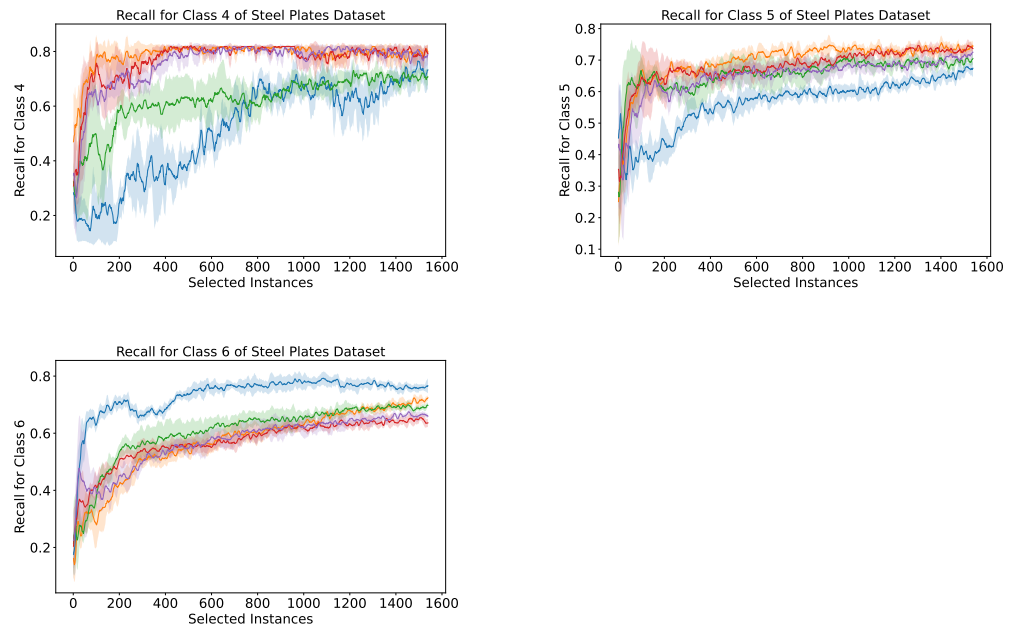 Recall for Class 4 of Steel Plates Dataset
Recall for Class 4
0.8
0.6
0.4
0.2
0 200 400 600 800 1000 1200 1400 1600
Selected Instances
Recall for Class 5 of Steel Plates Dataset
Recall for Class 5
0.8
0.7
0.6
0.5
0.4
0.3
0.2
0.1
0 200 400 600 800 1000 1200 1400 1600
Selected Instances
Recall for Class 6 of Steel Plates Dataset
Recall for Class 6
0.8
0.6
0.4
0.2
0 200 400 600 800 1000 1200 1400 1600
Selected Instances